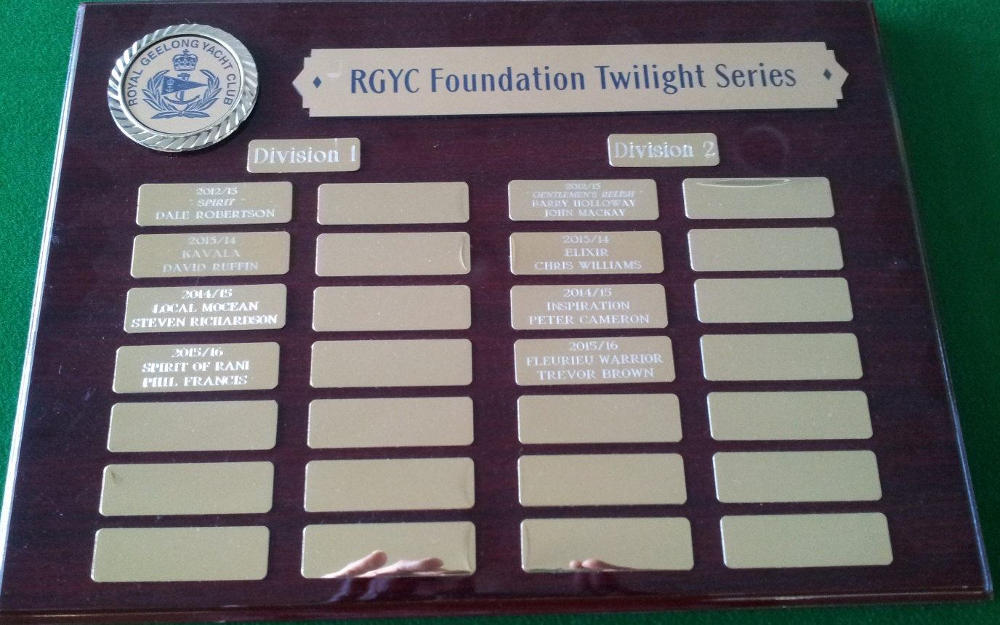 ROYAL GEELONG YACHT CLUB
RGYC Foundation Twilight Series
Division 1
2012/13
"SPIRIT"
DALE ROBERTSON
2013/14
KAVALA
DAVID RUFFIN
2014/15
LOCAL MOCEAN
STEVEN RICHARDSON
2015/16
SPIRIT OF RANI
PHIL FRANCIS
Division 2
2012/13
"GENTLEMEN'S RELISH"
BARRY HOLLOWAY
JOHN MACKAY
2013/14
ELIXIR
CHRIS WILLIAMS
2014/15
INSPIRATION
PETER CAMERON
2015/16
FLEURIEU WARRIOR
TREVOR BROWN